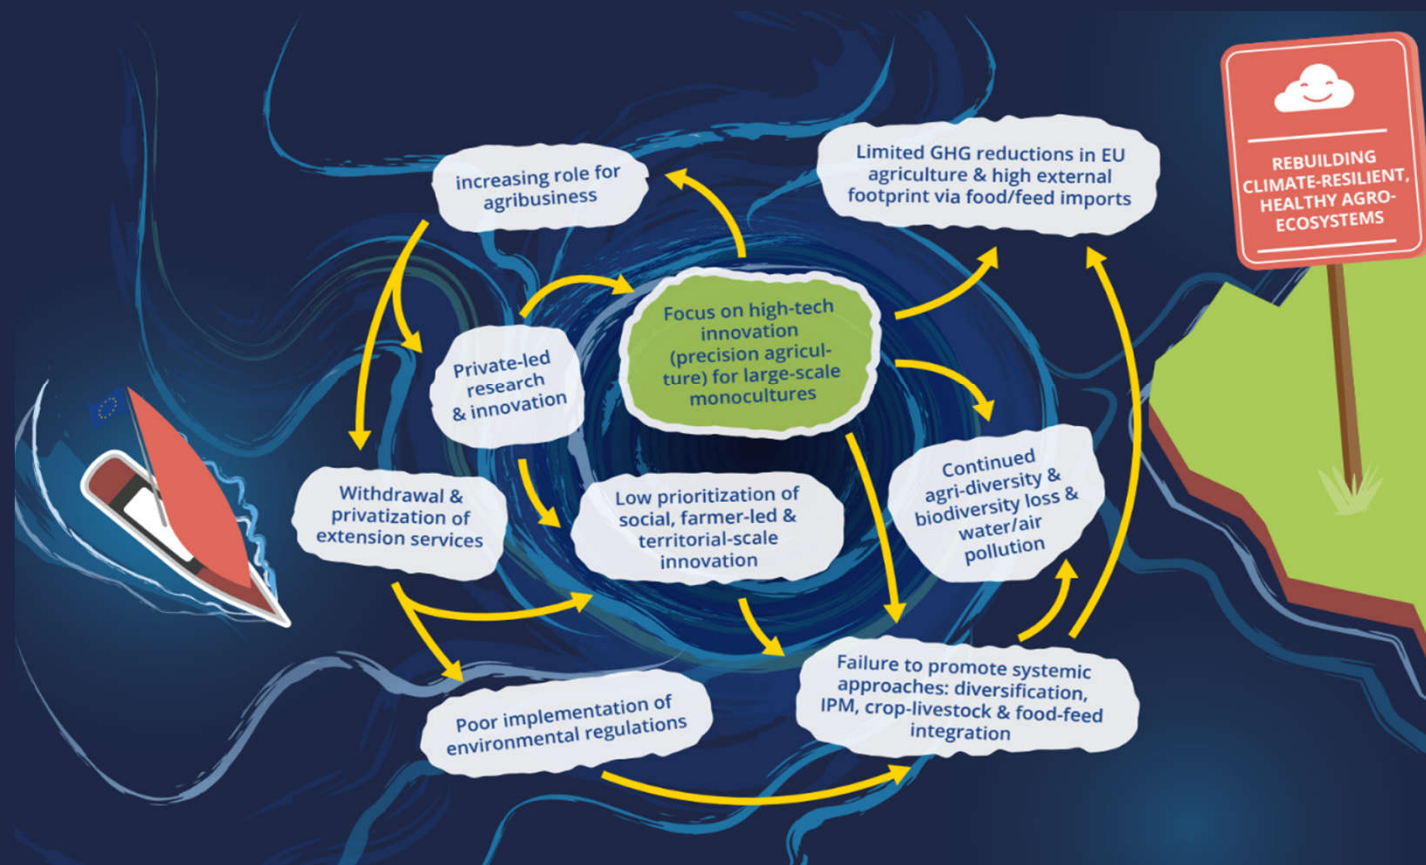 increasing role for
agribusiness
Limited GHG reductions in EU
agriculture & high external
footprint via food/feed imports
REBUILDING
CLIMATE-RESILIENT,
HEALTHY AGRO-
ECOSYSTEMS
Focus on high-tech
innovation
(precision agricul-
ture) for large-scale
monocultures
Private-led
research
& innovation
Withdrawal &
privatization of
extension services
Low prioritization of
social, farmer-led &
territorial-scale
innovation
Continued
agri-diversity &
biodiversity loss &
water/air
pollution
Poor implementation of
environmental regulations
Failure to promote systemic
approaches: diversification,
IPM, crop-livestock & food-feed
integration